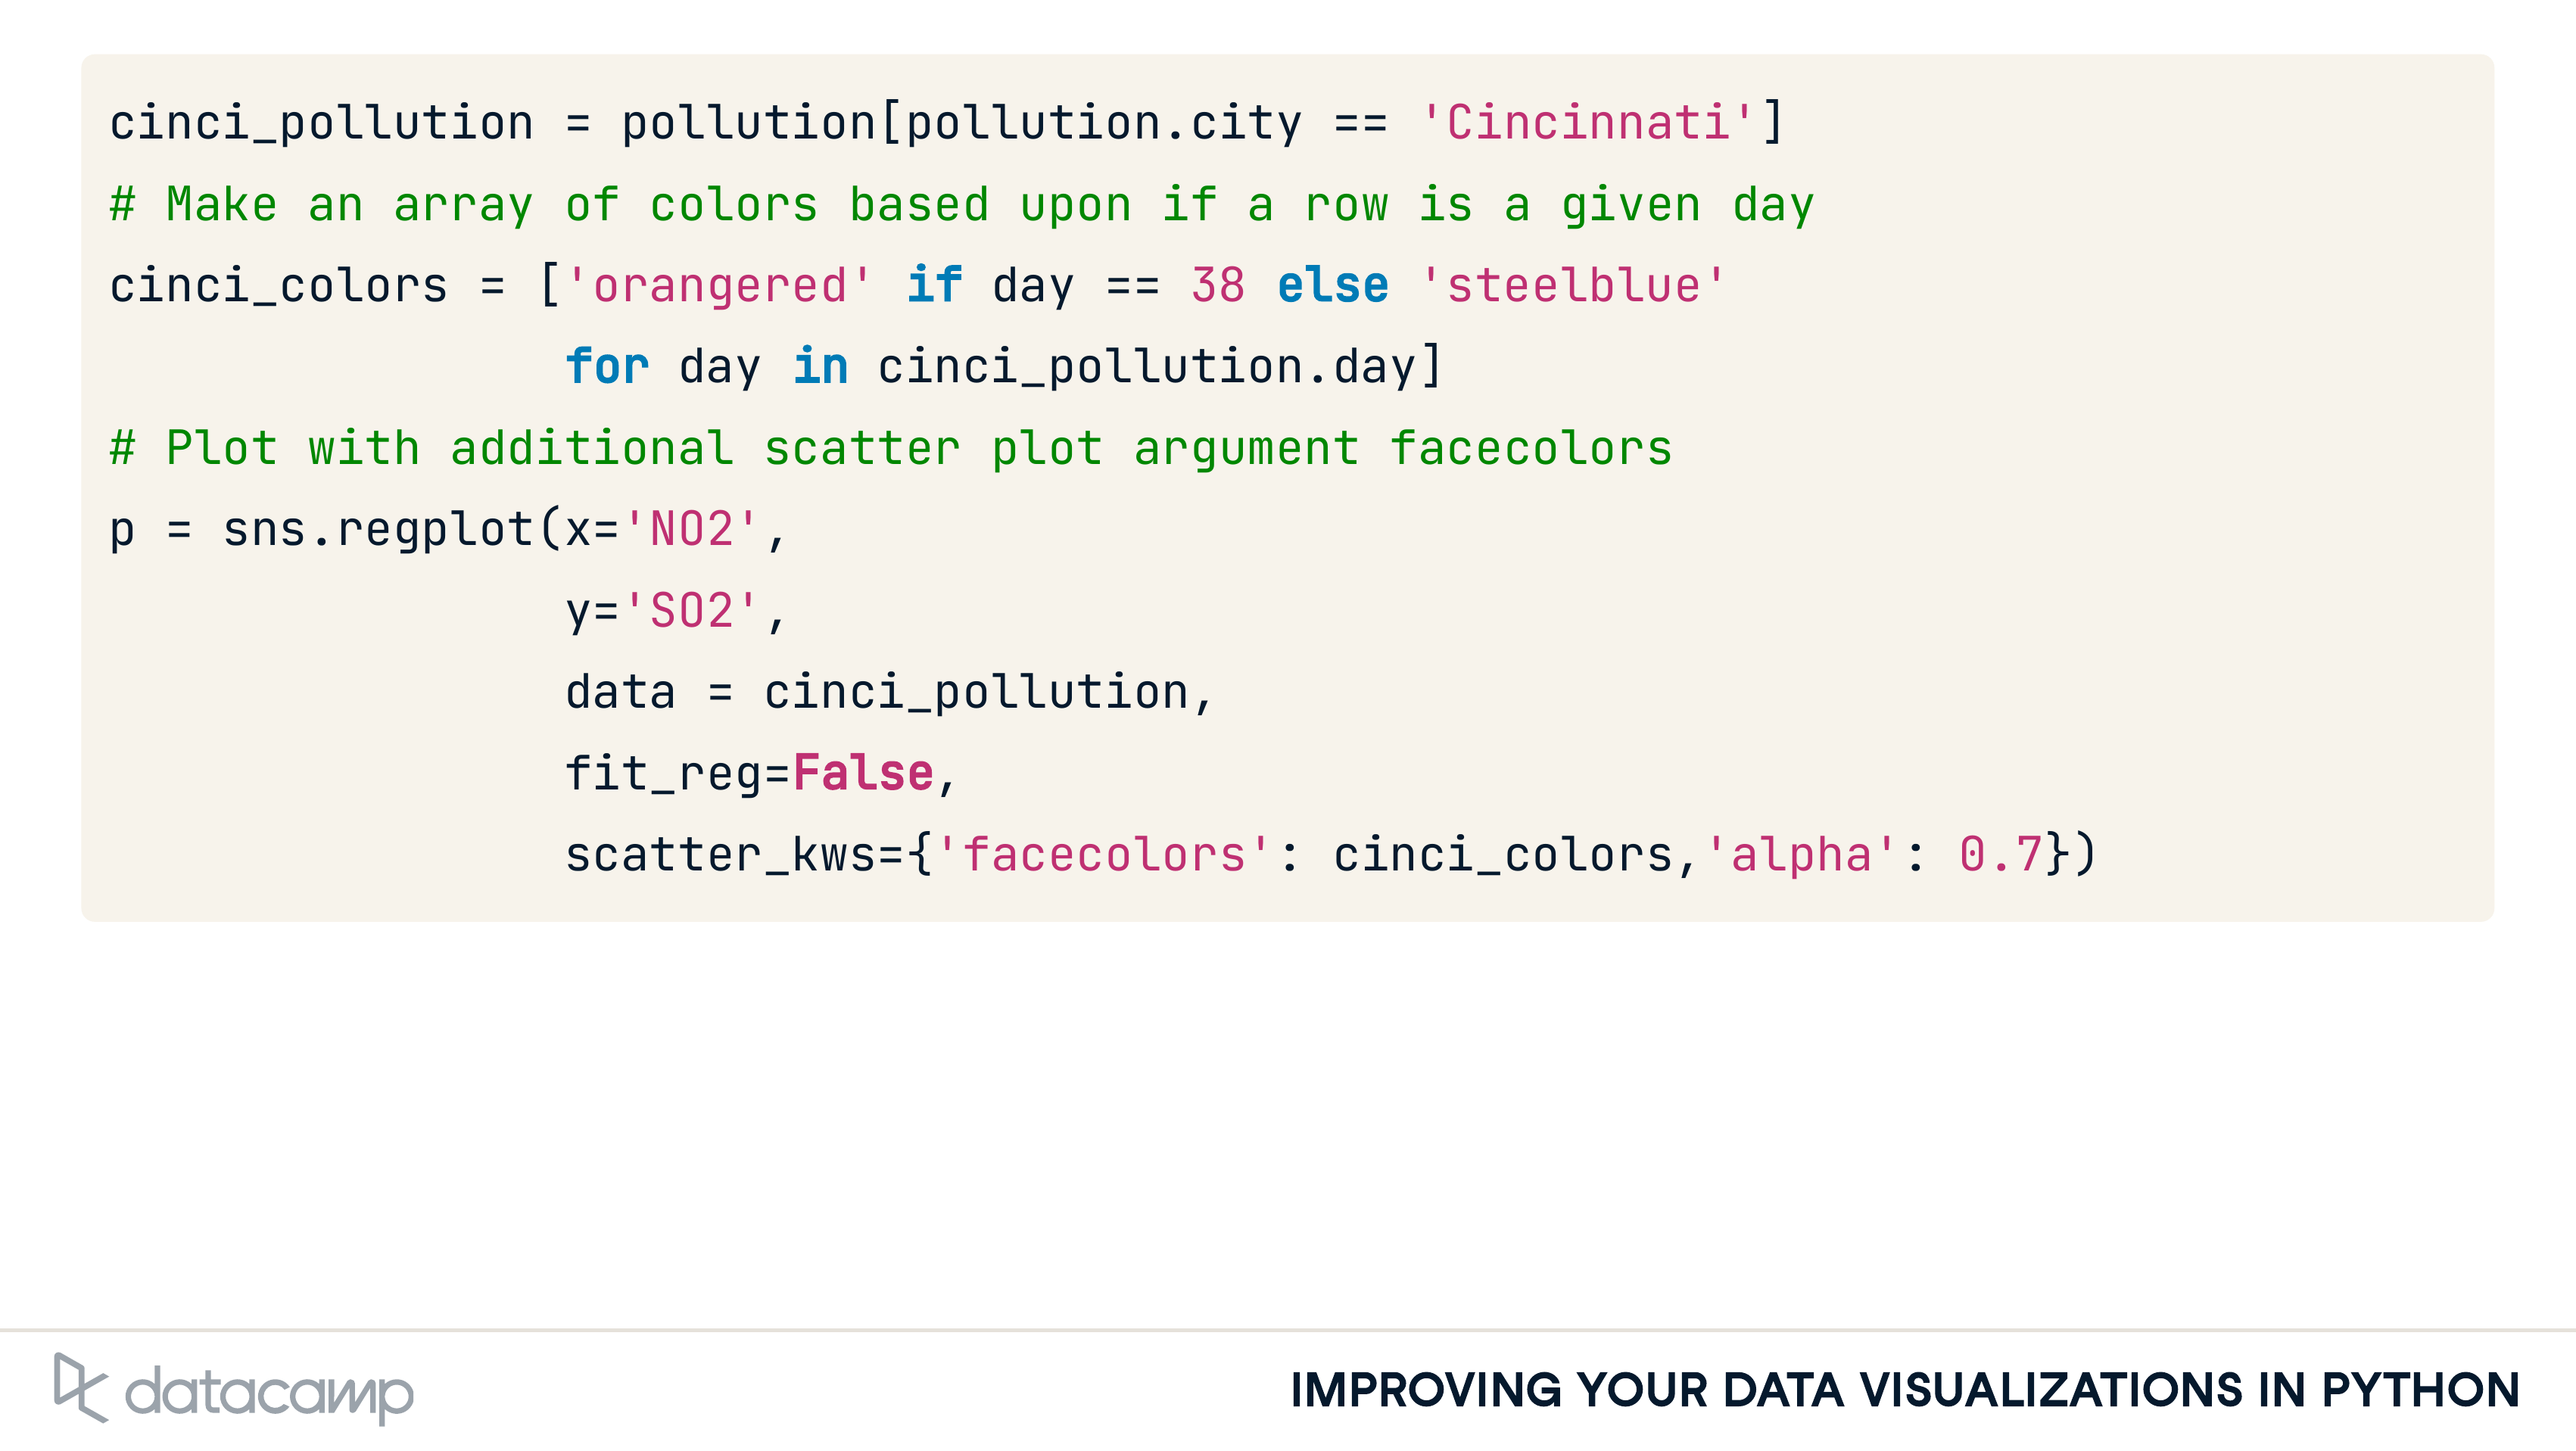 cinci_pollution = pollution[pollution.city == 'Cincinnati']
# Make an array of colors based upon if a row is a given day
cinci_colors = ['orangered' if day == 38 else 'steelblue'
                for day in cinci_pollution.day]
# Plot with additional scatter plot argument facecolors
p = sns.regplot(x='NO2',
                y='SO2',
                data = cinci_pollution,
                fit_reg=False,
                scatter_kws={'facecolors': cinci_colors,'alpha': 0.7})
datacamp
IMPROVING YOUR DATA VISUALIZATIONS IN PYTHON